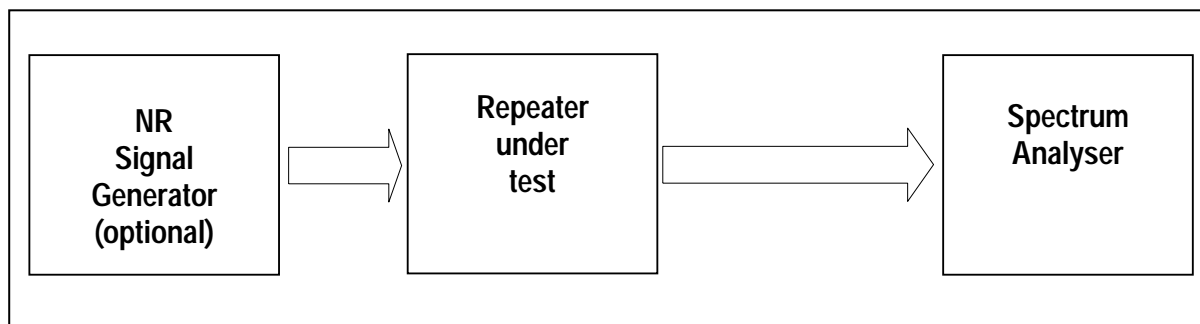 NR
Signal
Generator
(optional)
Repeater
under
test
Spectrum
Analyser